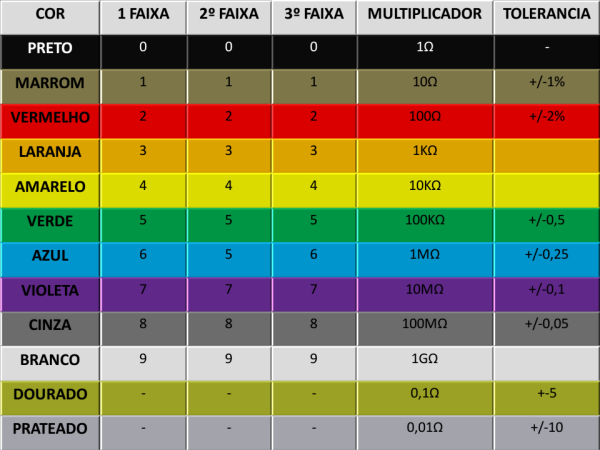 COR 1 FAIXA 2º FAIXA 3º FAIXA MULTIPLICADOR TOLERANCIA
PRETO 0 0 0 1Ω -
MARROM 1 1 1 10Ω +/-1%
VERMELHO 2 2 2 100Ω +/-2%
LARANJA 3 3 3 1KΩ
AMARELO 4 4 4 10KΩ
VERDE 5 5 5 100KΩ +/-0,5
AZUL 6 5 6 1MΩ +/-0,25
VIOLETA 7 7 7 10MΩ +/-0,1
CINZA 8 8 8 100MΩ +/-0,05
BRANCO 9 9 9 1GΩ
DOURADO - - - 0,1Ω +-5
PRATEADO - - - 0,01Ω +/-10